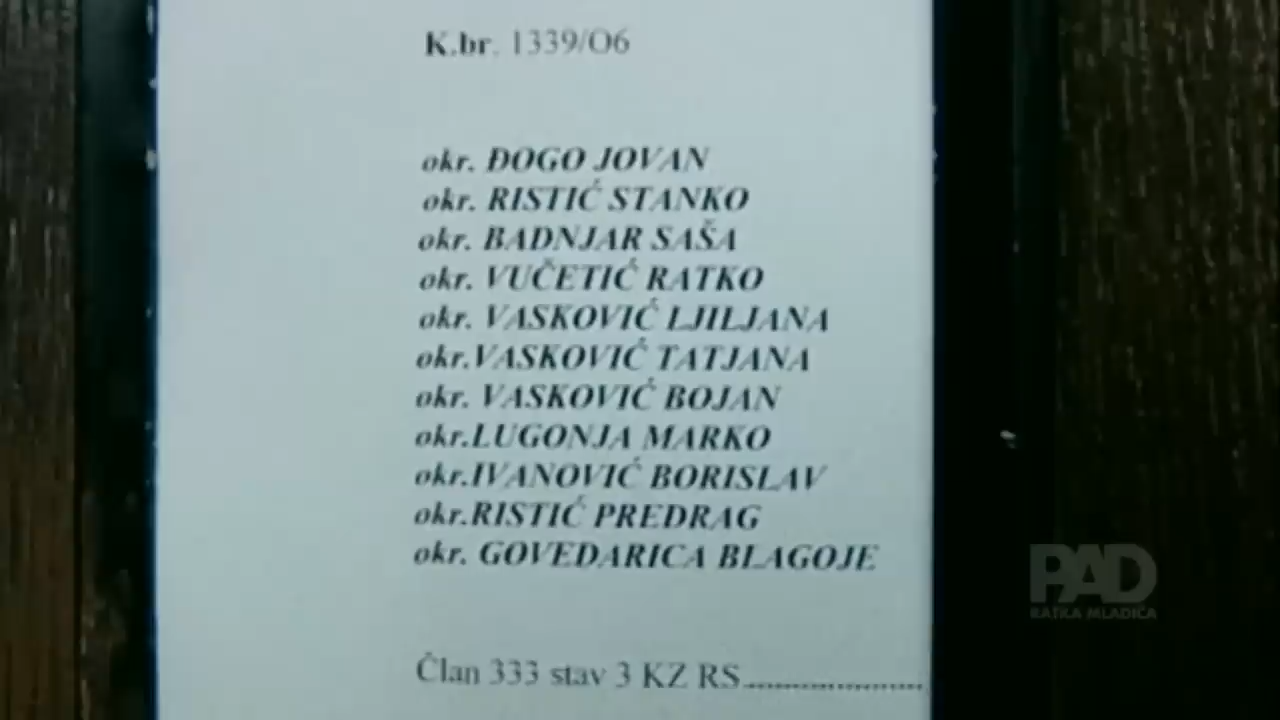 K.br. 1339/O6
okr. ĐOGO JOVAN
okr. RISTIĆ STANKO
okr. BADNJAR SAŠA
okr. VUČETIĆ RATKO
okr. VASKOVIĆ LJILJANA
okr.VASKOVIĆ TATJANA
okr. VASKOVIĆ BOJAN
okr.LUGONJA MARKO
okr.IVANOVIĆ BORISLAV
okr.RISTIĆ PREDRAG
okr. GOVEDARICA BLAGOJE
Član 333 stav 3 KZ RS......................
PAD
RATKA MLADIĆA